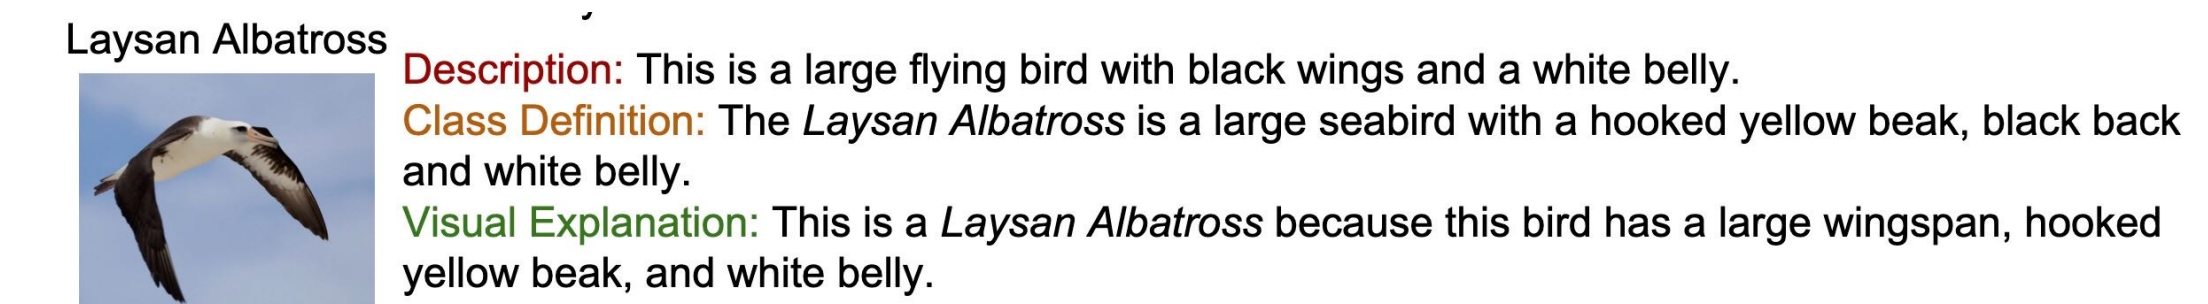 Laysan Albatross
Description: This is a large flying bird with black wings and a white belly.
Class Definition: The Laysan Albatross is a large seabird with a hooked yellow beak, black back
and white belly.
Visual Explanation: This is a Laysan Albatross because this bird has a large wingspan, hooked
yellow beak, and white belly.